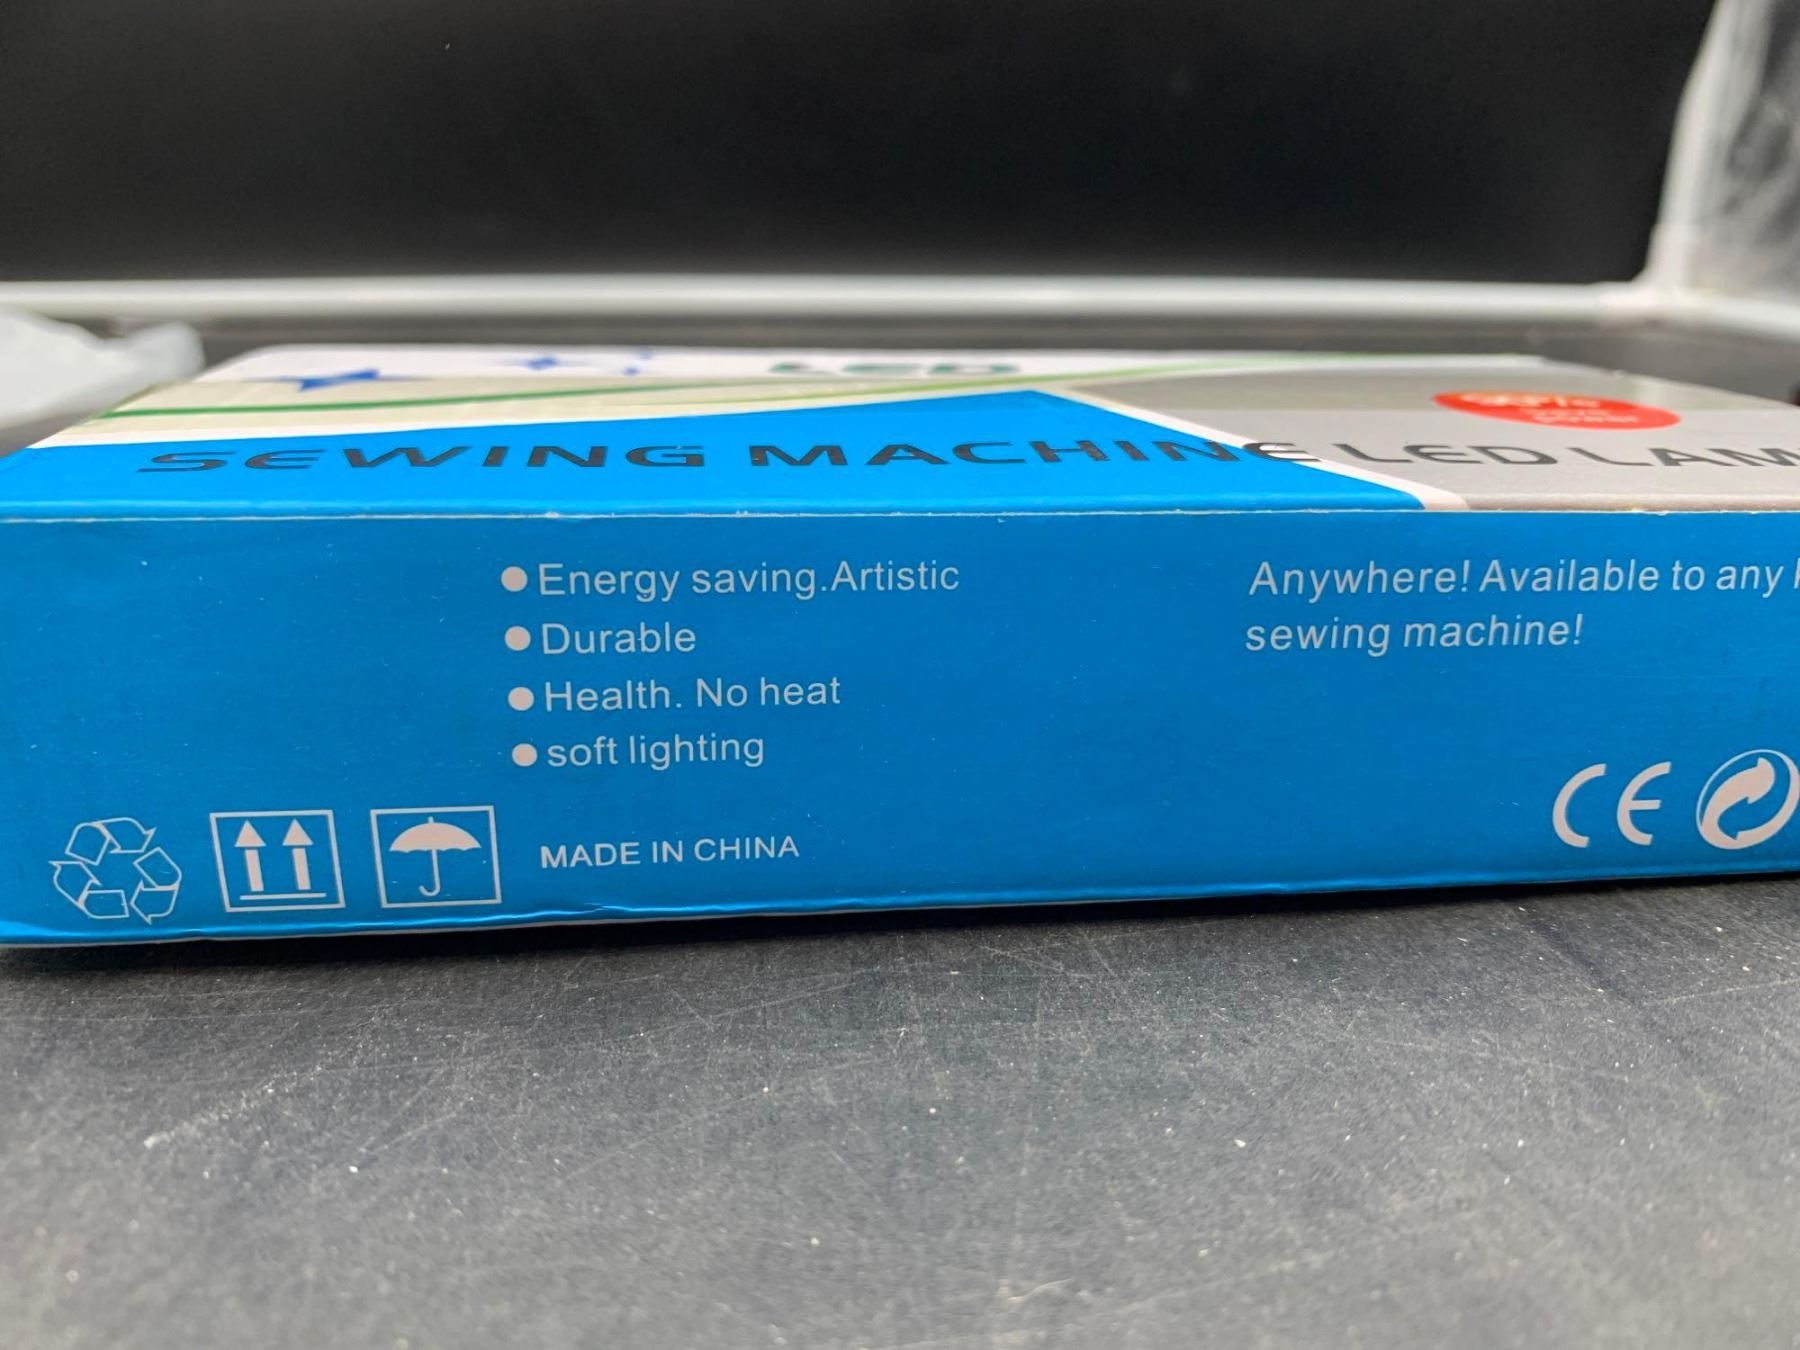 LED
SEWING MACHINE LED LAM
Energy saving.Artistic
Durable
Health. No heat
soft lighting
MADE IN CHINA
Anywhere! Available to any
sewing machine!
CE